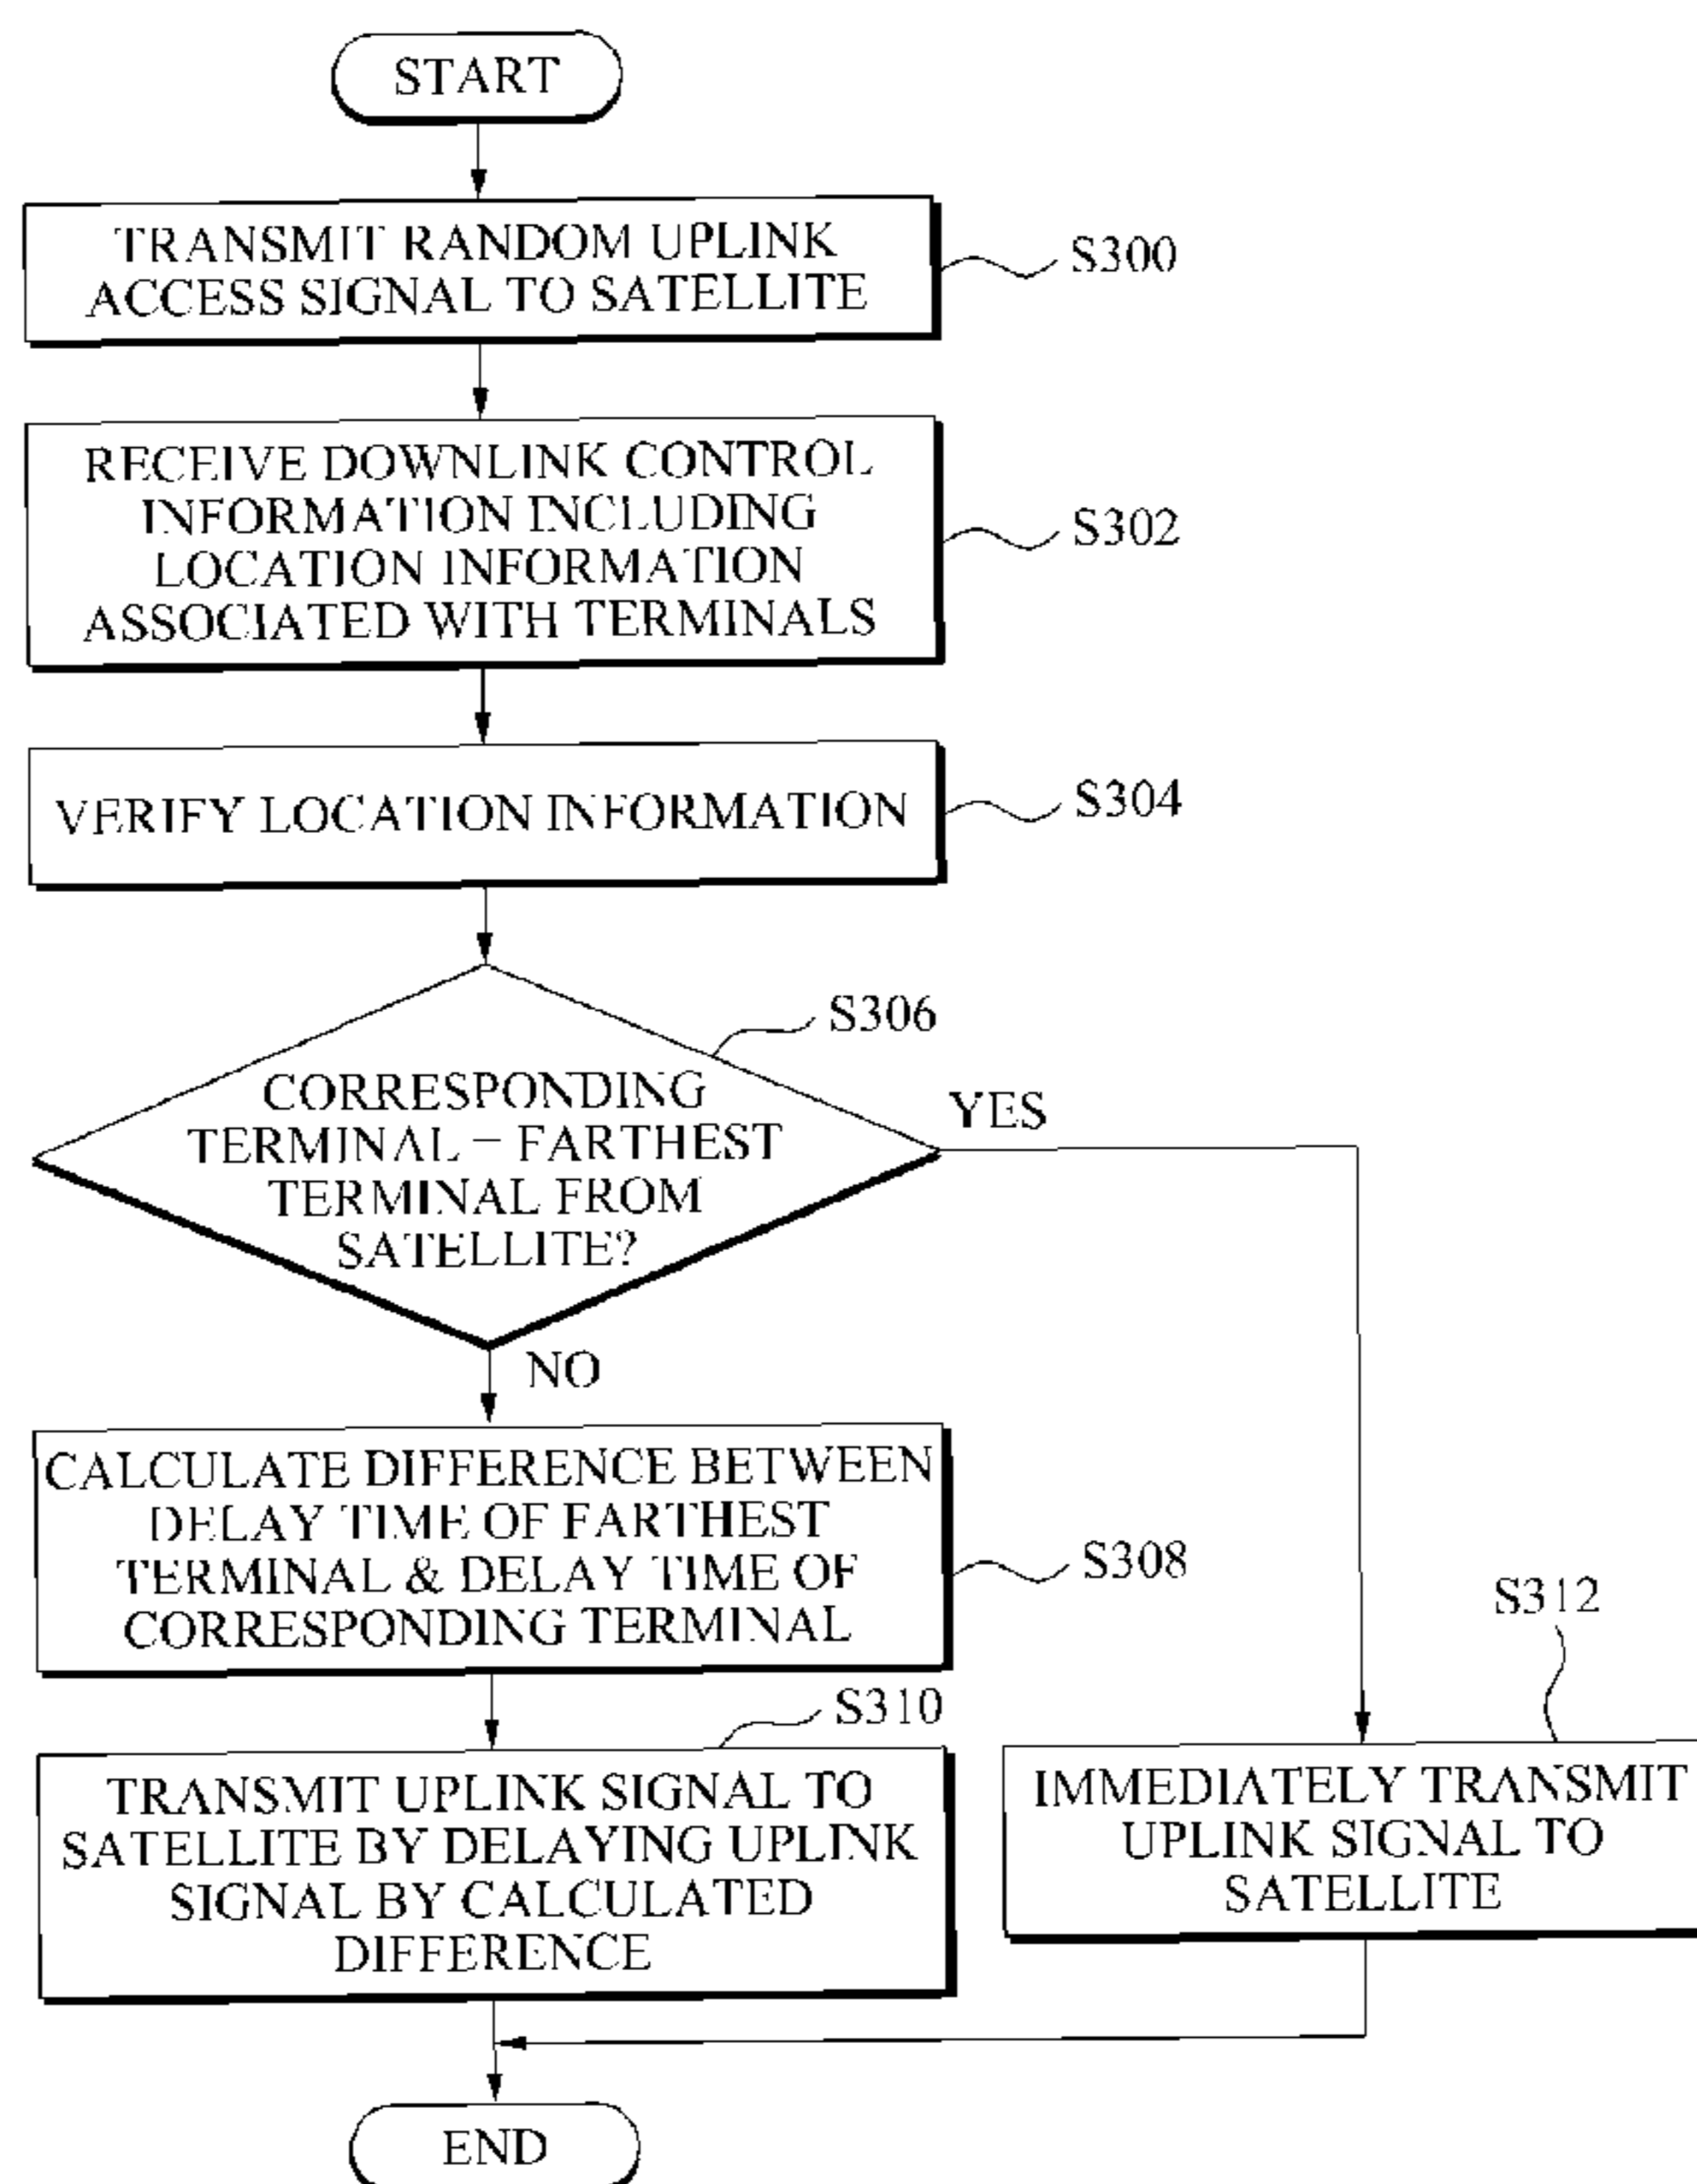 START
TRANSMIT RANDOM UPLINK
ACCESS SIGNAL TO SATELLITE
S300
RECEIVE DOWNLINK CONTROL
INFORMATION INCLUDING
LOCATION INFORMATION
ASSOCIATED WITH TERMINALS
S302
VERIFY LOCATION INFORMATION
S304
S306
CORRESPONDING
TERMINAL = FARTHEST
TERMINAL FROM
SATELLITE?
YES
NO
CALCULATE DIFFERENCE BETWEEN
DELAY TIME OF FARTHEST
TERMINAL & DELAY TIME OF
CORRESPONDING TERMINAL
S308
S310
TRANSMIT UPLINK SIGNAL TO
SATELLITE BY DELAYING UPLINK
SIGNAL BY CALCULATED
DIFFERENCE
S312
IMMEDIATELY TRANSMIT
UPLINK SIGNAL TO
SATELLITE
END